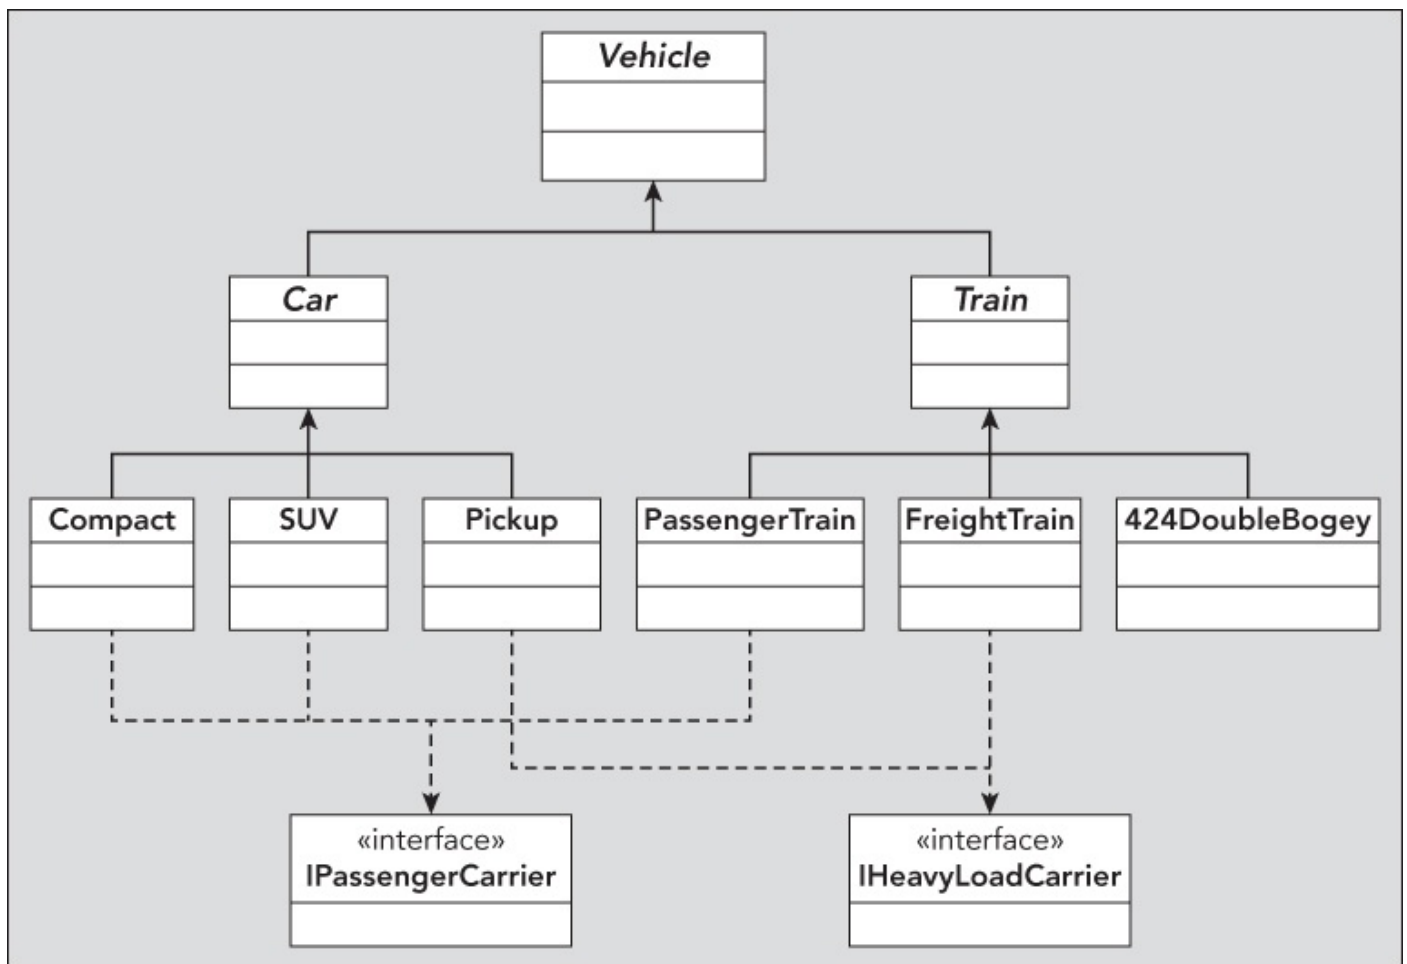 Vehicle
Car
Train
Compact
SUV
Pickup
PassengerTrain
FreightTrain
424DoubleBogey
«interface»
IPassengerCarrier
«interface»
IHeavyLoadCarrier